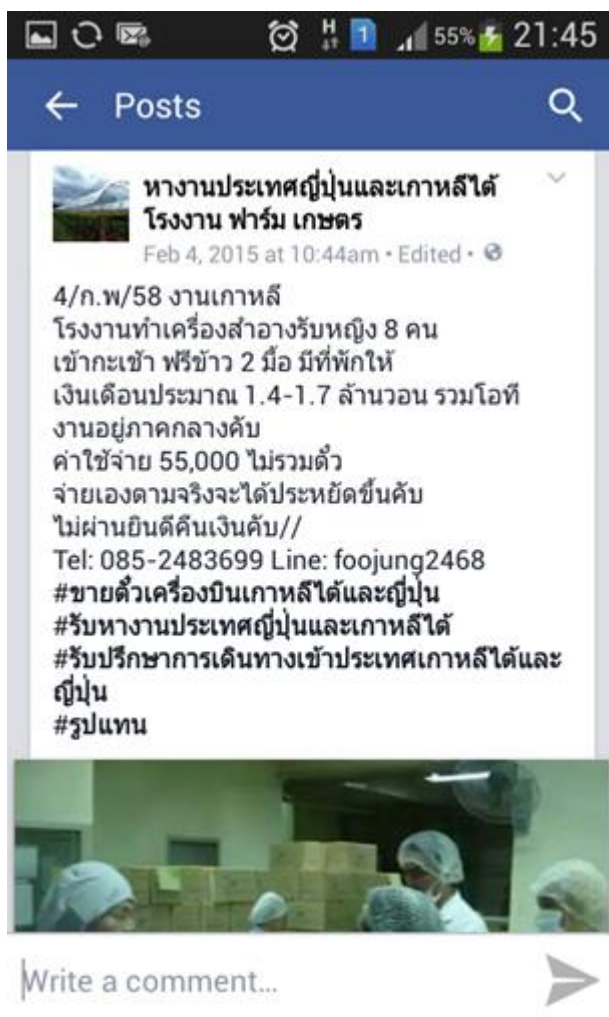 H
1
55%
21:45
Posts
หางานประเทศญี่ปุ่นและเกาหลีใต้
โรงงาน ฟาร์ม เกษตร
Feb 4, 2015 at 10:44am • Edited •
4/ก.พ/58 งานเกาหลี
โรงงานทำเครื่องสำอางรับหญิง 8 คน
เข้ากะเช้า ฟรีข้าว 2 มื้อ มีที่พักให้
เงินเดือนประมาณ 1.4-1.7 ล้านวอน รวมโอที
งานอยู่ภาคกลางคับ
ค่าใช้จ่าย 55,000 ไม่รวมตั๋ว
จ่ายเองตามจริงจะได้ประหยัดขึ้นคับ
ไม่ผ่านยินดีคืนเงินคับ//
Tel: 085-2483699 Line: foojung2468
#ขายตั๋วเครื่องบินเกาหลีใต้และญี่ปุ่น
#รับหางานประเทศญี่ปุ่นและเกาหลีใต้
#รับปรึกษาการเดินทางเข้าประเทศเกาหลีใต้และ
ญี่ปุ่น
#รูปแทน
Write a comment...